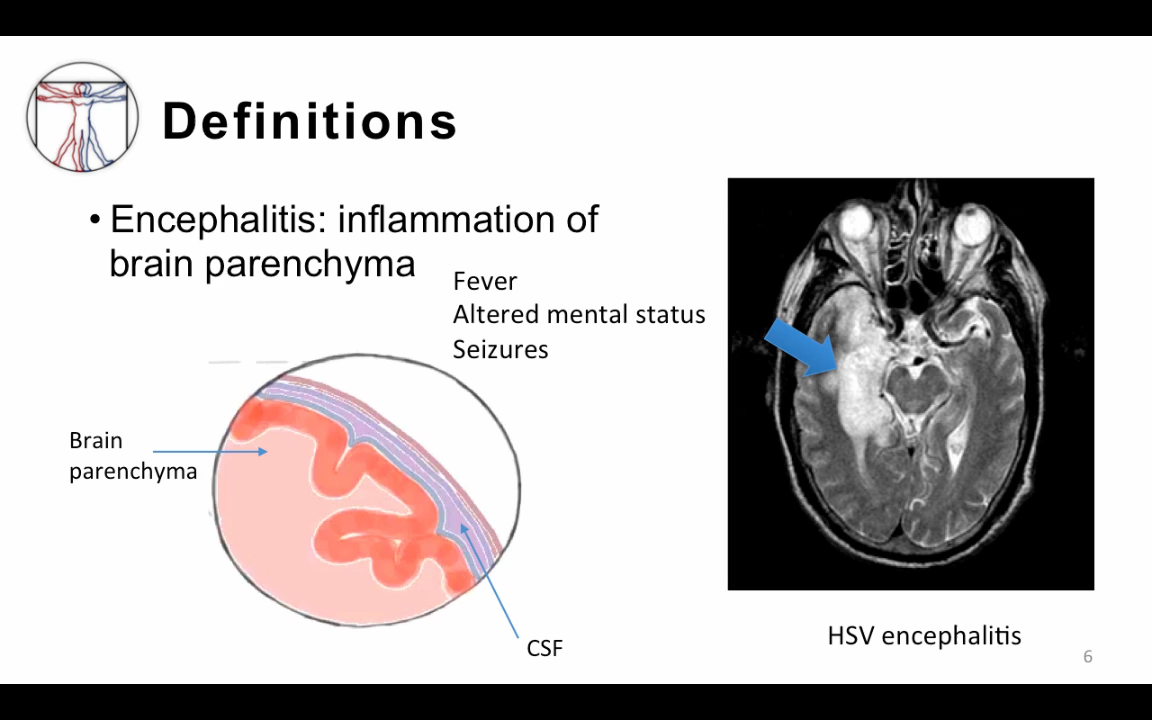 Definitions
• Encephalitis: inflammation of
brain parenchyma
Fever
Altered mental status
Seizures
Brain
parenchyma
CSF
HSV encephalitis
6